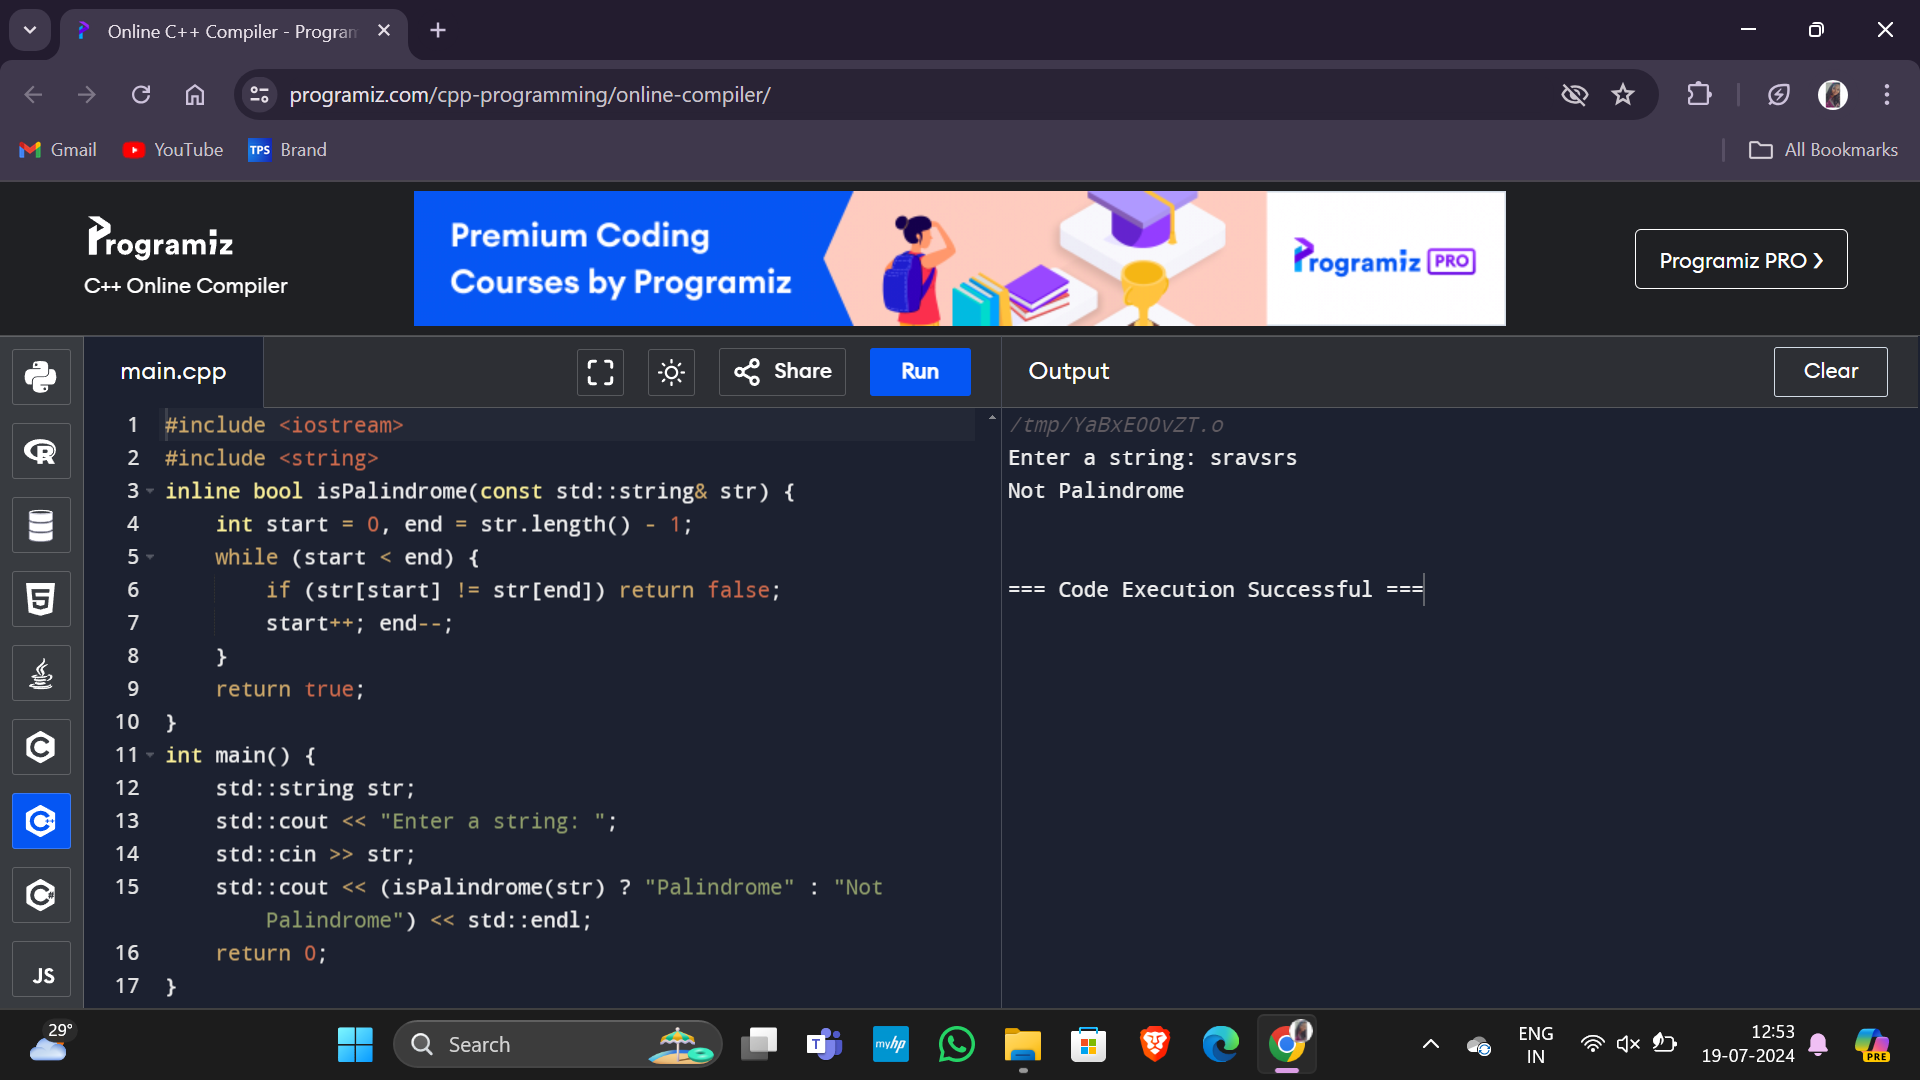 Online C++ Compiler - Program
programiz.com/cpp-programming/online-compiler/
Gmail
YouTube
TPS Brand
All Bookmarks
Programiz
C++ Online Compiler
Premium Coding
Courses by Programiz
Programiz PRO
Programiz PRO ❯
main.cpp
Share
Run
Output
Clear
1 #include <iostream>
2 #include <string>
3 inline bool isPalindrome(const std::string& str) {
4     int start = 0, end = str.length() - 1;
5     while (start < end) {
6         if (str[start] != str[end]) return false;
7         start++; end--;
8     }
9     return true;
10 }
11 int main() {
12     std::string str;
13     std::cout << "Enter a string: ";
14     std::cin >> str;
15     std::cout << (isPalindrome(str) ? "Palindrome" : "Not
        Palindrome") << std::endl;
16     return 0;
17 }
/tmp/YaBxEOOvZT.o
Enter a string: sravsrs
Not Palindrome
=== Code Execution Successful ===
R
5
C
C++
C#
JS
29°
Search
T
myhp
ENG
IN
12:53
19-07-2024
PRE